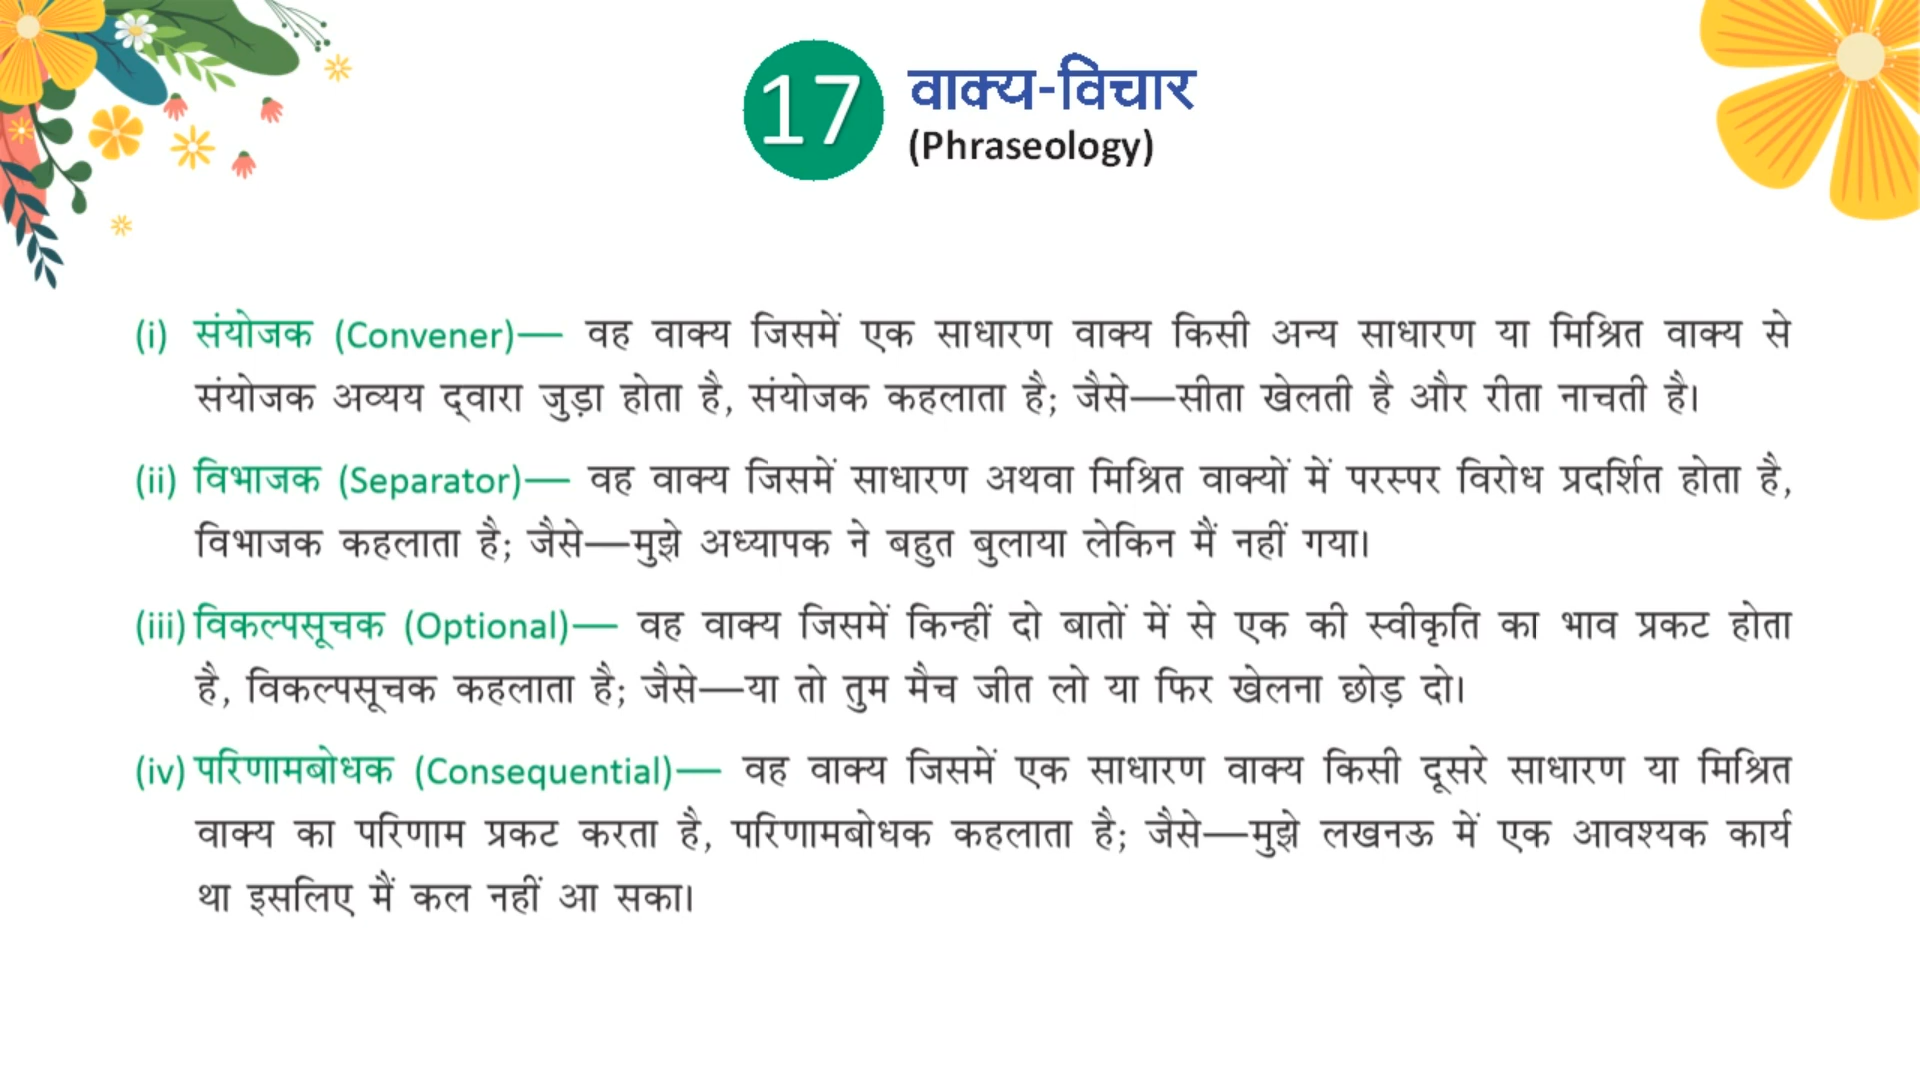 17 वाक्य-विचार
(Phraseology)
(i) संयोजक (Convener)— वह वाक्य जिसमें एक साधारण वाक्य किसी अन्य साधारण या मिश्रित वाक्य से
संयोजक अव्यय द्‌वारा जुड़ा होता है, संयोजक कहलाता है; जैसे—सीता खेलती है और रीता नाचती है।
(ii) विभाजक (Separator)— वह वाक्य जिसमें साधारण अथवा मिश्रित वाक्यों में परस्पर विरोध प्रदर्शित होता है,
विभाजक कहलाता है; जैसे—मुझे अध्यापक ने बहुत बुलाया लेकिन मैं नहीं गया।
(iii) विकल्पसूचक (Optional)— वह वाक्य जिसमें किन्हीं दो बातों में से एक की स्वीकृति का भाव प्रकट होता
है, विकल्पसूचक कहलाता है; जैसे—या तो तुम मैच जीत लो या फिर खेलना छोड़ दो।
(iv) परिणामबोधक (Consequential)— वह वाक्य जिसमें एक साधारण वाक्य किसी दूसरे साधारण या मिश्रित
वाक्य का परिणाम प्रकट करता है, परिणामबोधक कहलाता है; जैसे—मुझे लखनऊ में एक आवश्यक कार्य
था इसलिए मैं कल नहीं आ सका।